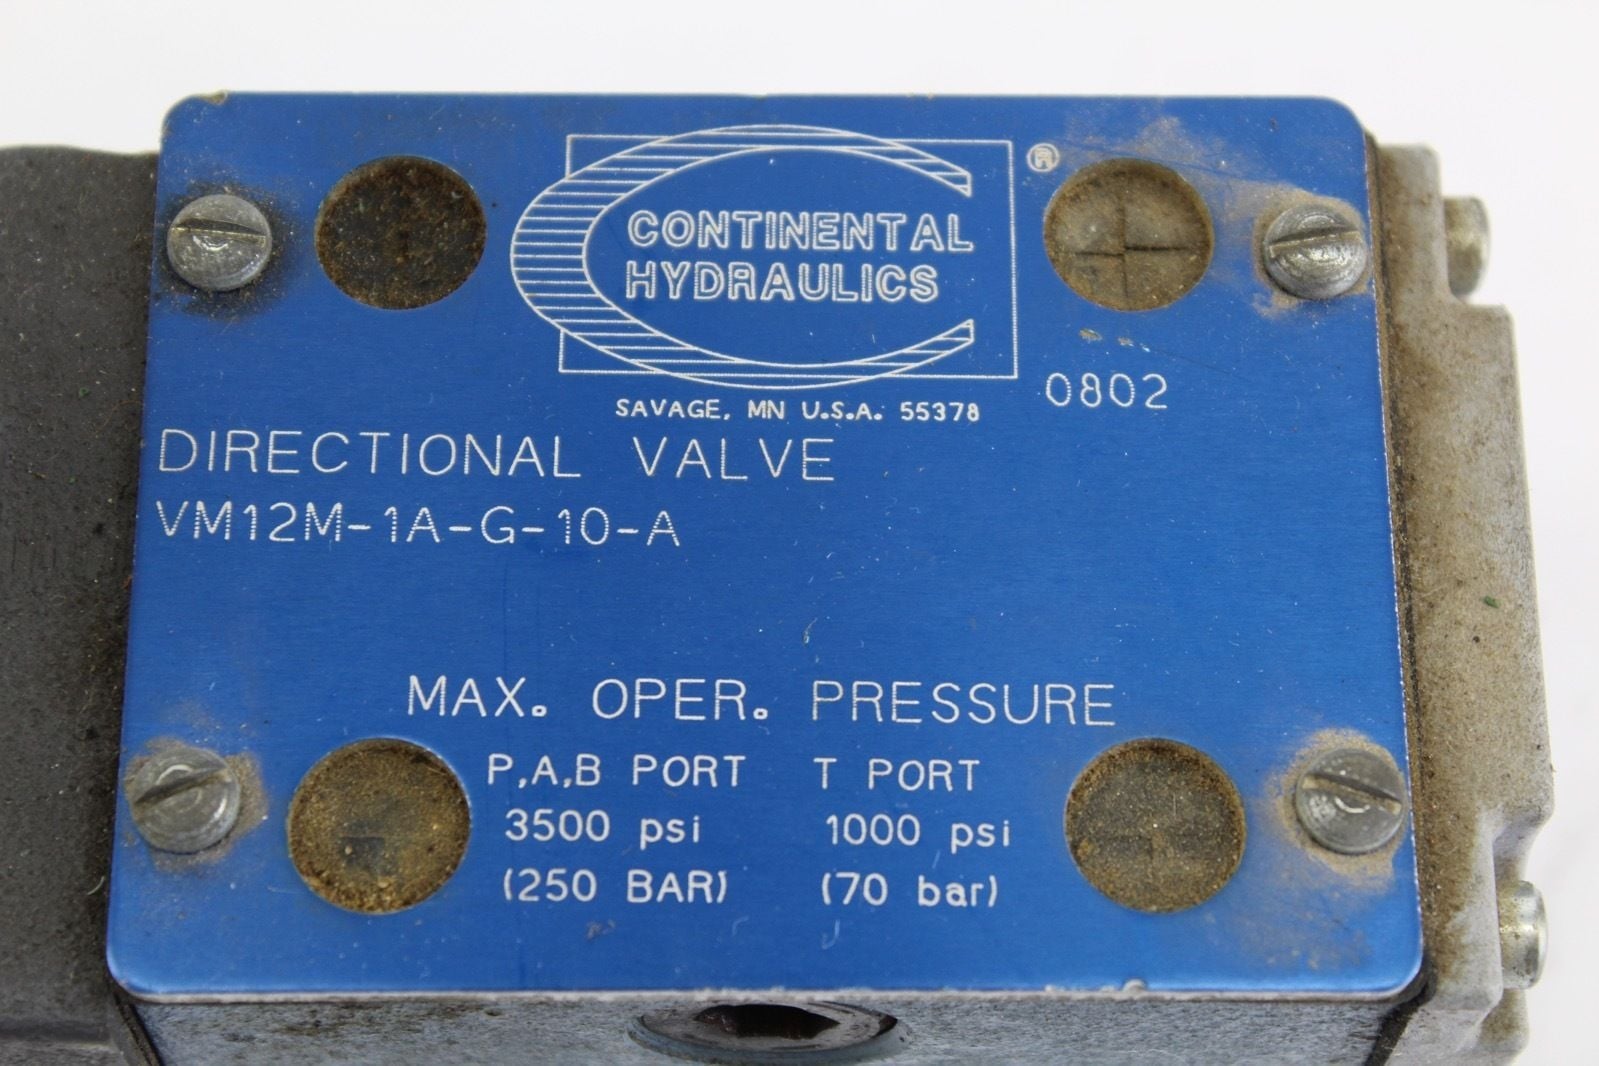 CONTINENTAL
HYDRAULICS
®
SAVAGE, MN U.S.A. 55378
0802
DIRECTIONAL VALVE
VM12M-1A-G-10-A
MAX. OPER. PRESSURE
P,A,B PORT T PORT
3500 psi 1000 psi
(250 BAR) (70 bar)